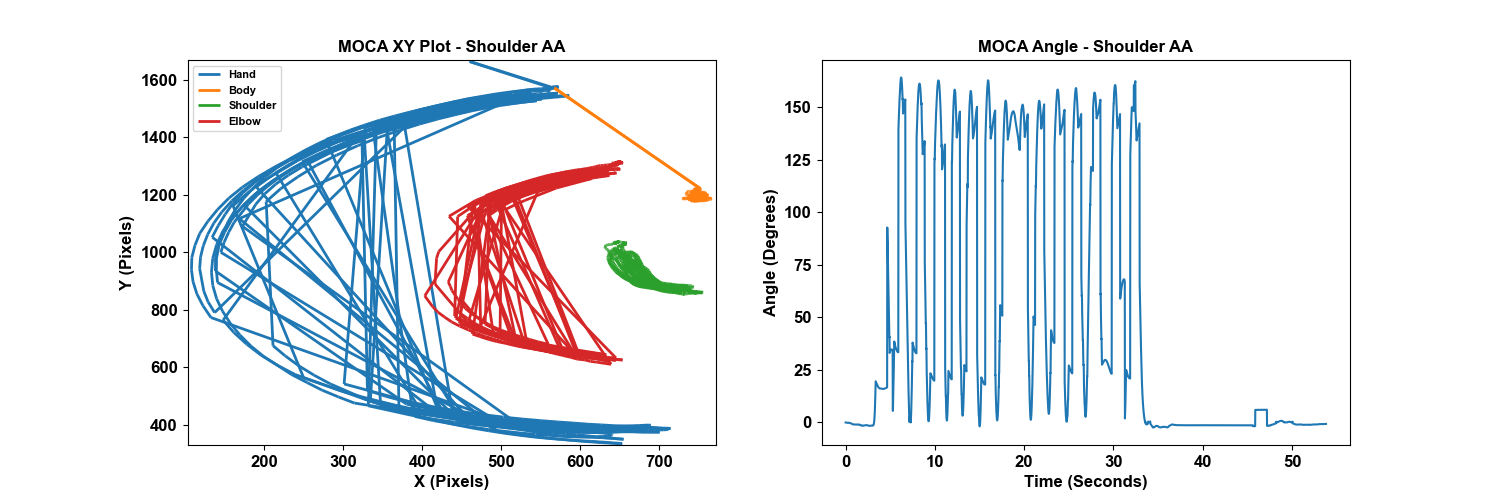 MOCA XY Plot - Shoulder AA
Hand
Body
Shoulder
Elbow
1600
1400
1200
1000
800
600
400
Y (Pixels)
200 300 400 500 600 700
X (Pixels)
MOCA Angle - Shoulder AA
150
125
100
75
50
25
0
Angle (Degrees)
0 10 20 30 40 50
Time (Seconds)